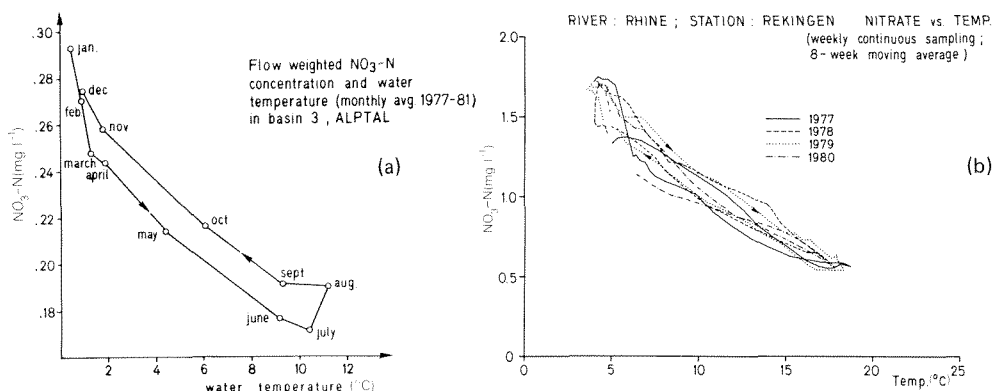 (a)
NO3-N(mg l-1)
.30
.28
.26
.24
.22
.20
.18
jan.
dec
feb.
nov
march
april
may
oct
sept
aug.
june
july
Flow weighted NO3-N
concentration and water
temperature (monthly avg. 1977-81)
in basin 3, ALPTAL
2 4 6 8 10 12
water temperature (°C)
(b)
RIVER: RHINE; STATION: REKINGEN NITRATE vs. TEMP.
(weekly continuous sampling;
8-week moving average)
NO3-N(mg l-1)
2.0
1.5
1.0
0.5
0
1977
1978
1979
1980
0 5 10 15 20 25
Temp.(°C)